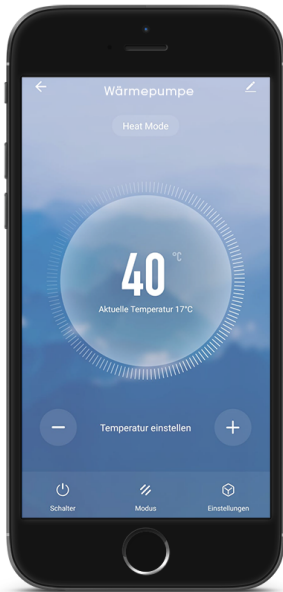 Wärmepumpe
Heat Mode
40 °C
Aktuelle Temperatur 17°C
Temperatur einstellen
Schalter Modus Einstellungen